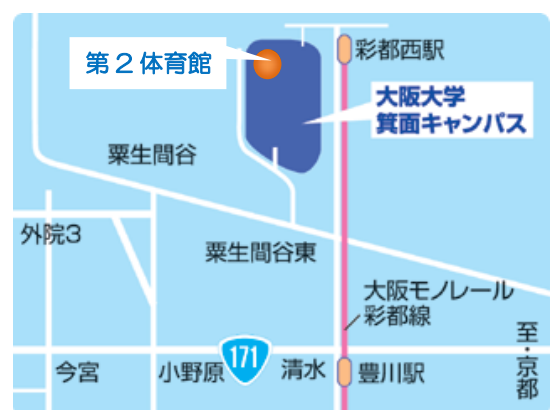 第2体育館
彩都西駅
大阪大学
箕面キャンパス
粟生間谷
外院3
粟生間谷東
大阪モノレール
彩都線
至・京都
171
今宮
小野原
清水
豊川駅